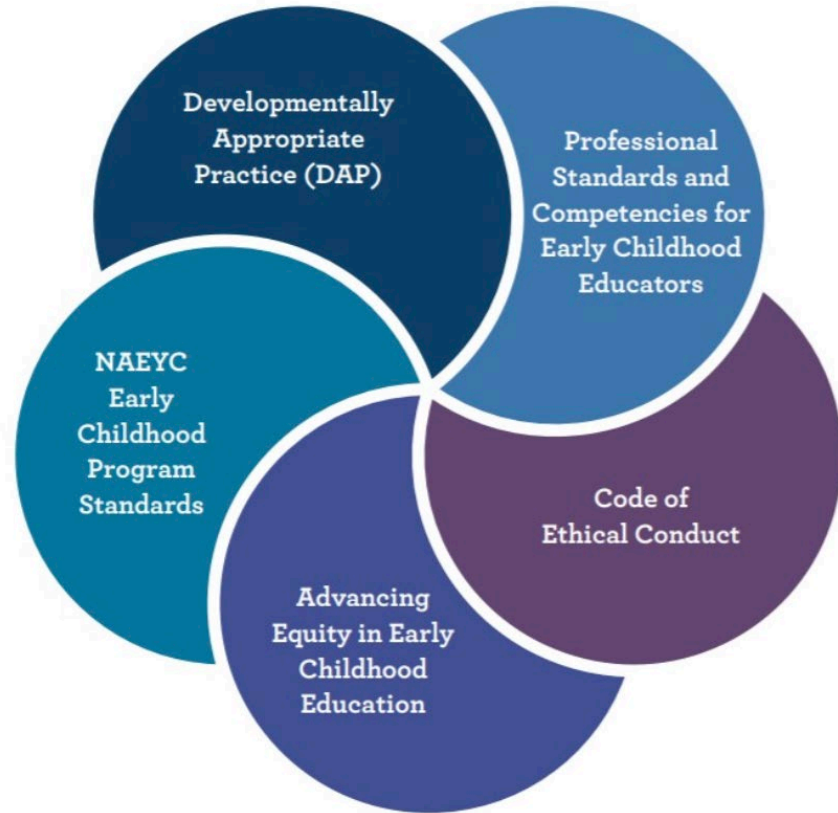 Developmentally
Appropriate
Practice (DAP)
Professional
Standards and
Competencies for
Early Childhood
Educators
NAEYC
Early
Childhood
Program
Standards
Code of
Ethical Conduct
Advancing
Equity in Early
Childhood
Education